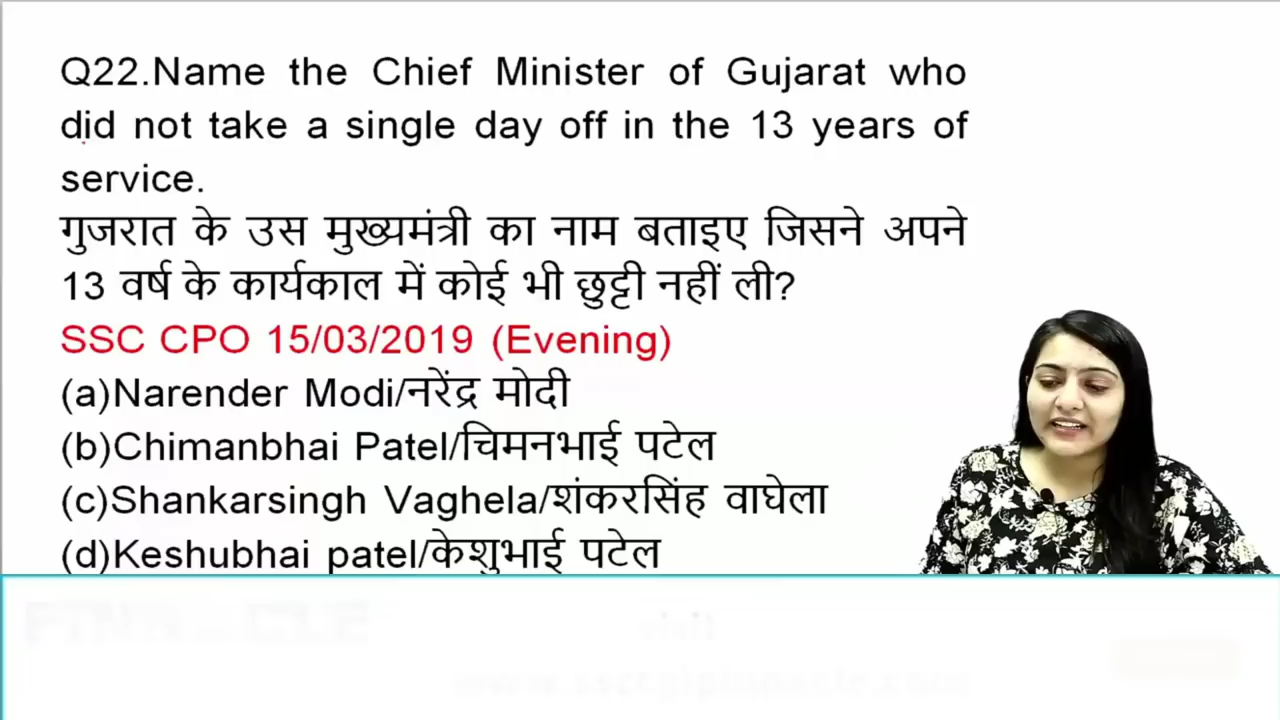 Q22.Name the Chief Minister of Gujarat who
did not take a single day off in the 13 years of
service.
गुजरात के उस मुख्यमंत्री का नाम बताइए जिसने अपने
13 वर्ष के कार्यकाल में कोई भी छुट्टी नहीं ली?
SSC CPO 15/03/2019 (Evening)
(a)Narender Modi/नरेंद्र मोदी
(b)Chimanbhai Patel/चिमनभाई पटेल
(c)Shankarsingh Vaghela/शंकरसिंह वाघेला
(d)Keshubhai patel/केशुभाई पटेल
PINNACLE
visit